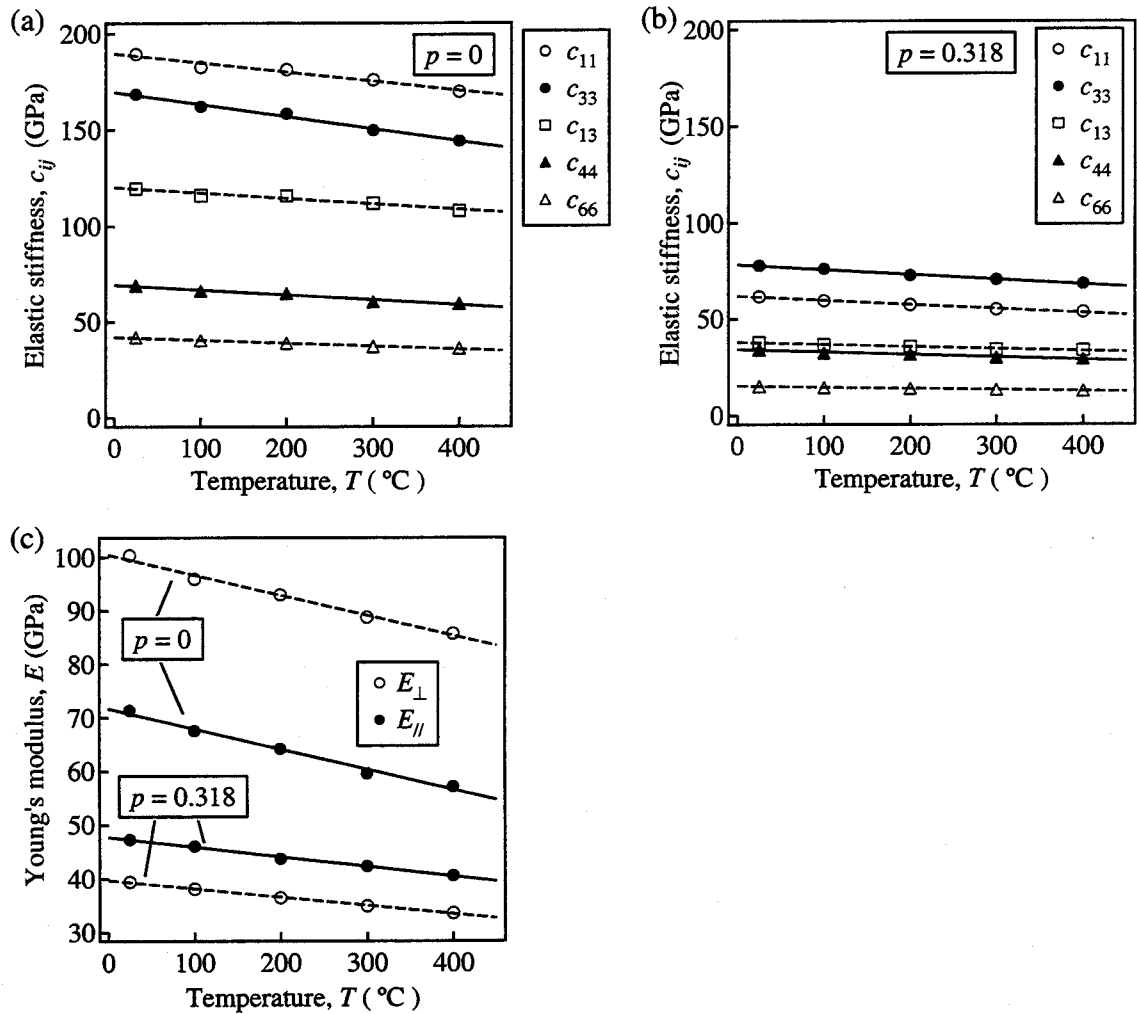 (a)
p = 0
c11
c33
c13
c44
c66
200
150
100
50
0
Elastic stiffness, cij (GPa)
0 100 200 300 400
Temperature, T ( °C )
(b)
p = 0.318
c11
c33
c13
c44
c66
200
150
100
50
0
Elastic stiffness, cij (GPa)
0 100 200 300 400
Temperature, T ( °C )
(c)
100
90
80
70
60
50
40
30
Young's modulus, E (GPa)
p = 0
E⊥
E//
p = 0.318
0 100 200 300 400
Temperature, T ( °C )